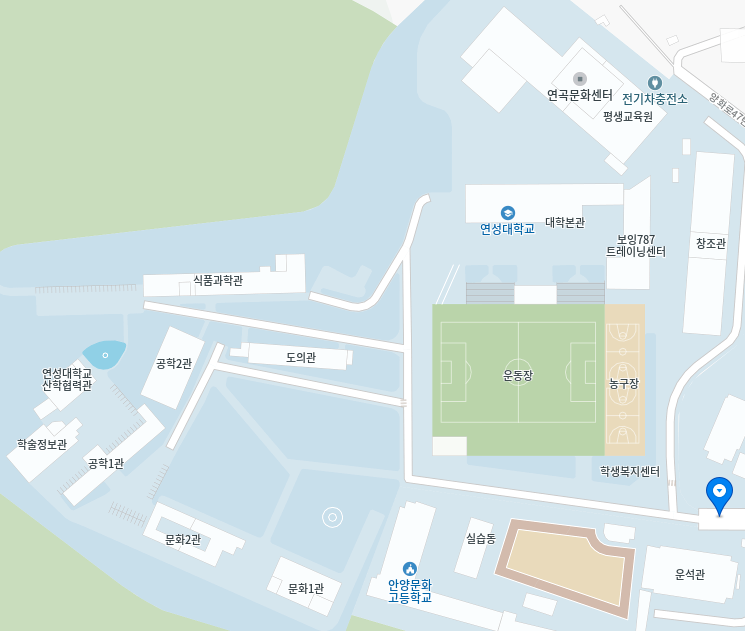 연곡문화센터
전기차충전소
평생교육원
양화로47번
연성대학교
대학본관
보잉787
트레이닝센터
창조관
식품과학관
도의관
공학2관
연성대학교
산학협력관
운동장
농구장
학술정보관
공학1관
학생복지센터
문화2관
실습동
안양문화
고등학교
문화1관
운석관